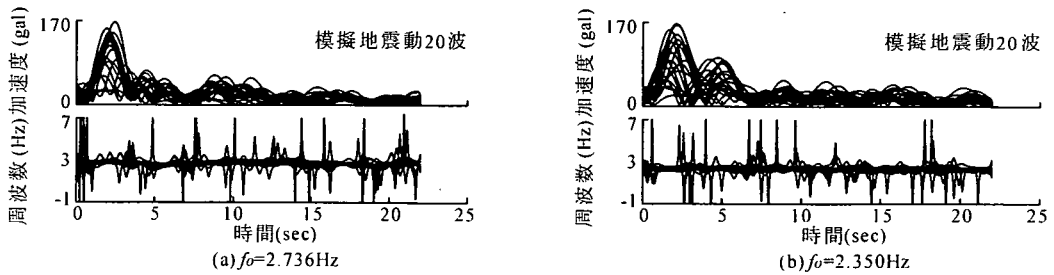 170
加速度 (gal)
0
模擬地震動20波
7
周波数 (Hz)
3
-1
0 5 10 15 20 25
時間(sec)
(a) fo=2.736Hz
170
加速度 (gal)
0
模擬地震動20波
7
周波数 (Hz)
3
-1
0 5 10 15 20 25
時間(sec)
(b) fo=2.350Hz